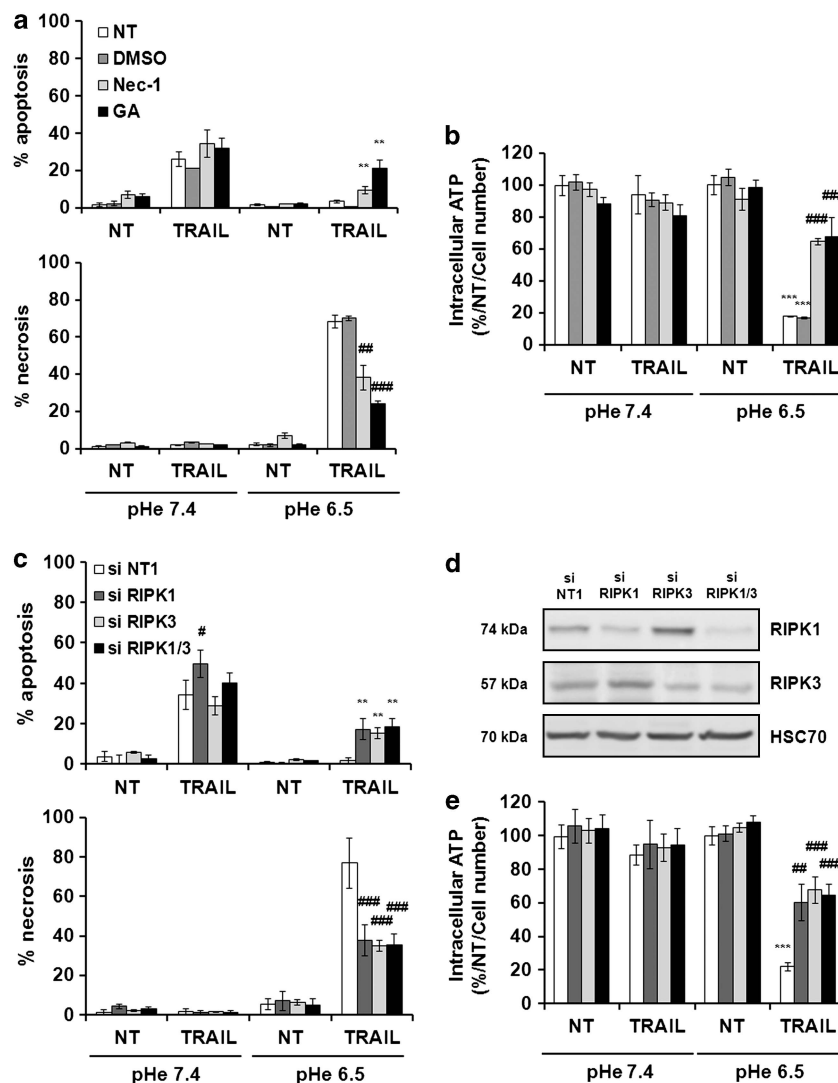 a
100
80
60
40
20
0
% apoptosis
NT
DMSO
Nec-1
GA
**
**
NT
TRAIL
NT
TRAIL
100
80
60
40
20
0
% necrosis
##
###
NT
TRAIL
NT
TRAIL
pHe 7.4
pHe 6.5
b
120
100
80
60
40
20
0
Intracellular ATP
(%/NT/Cell number)
***
***
###
##
NT
TRAIL
NT
TRAIL
pHe 7.4
pHe 6.5
c
100
80
60
40
20
0
% apoptosis
si NT1
si RIPK1
si RIPK3
si RIPK1/3
#
**
**
**
NT
TRAIL
NT
TRAIL
100
80
60
40
20
0
% necrosis
###
###
###
NT
TRAIL
NT
TRAIL
pHe 7.4
pHe 6.5
d
si si si si
NT1 RIPK1 RIPK3 RIPK1/3
74 kDa RIPK1
57 kDa RIPK3
70 kDa HSC70
e
120
100
80
60
40
20
0
Intracellular ATP
(%/NT/Cell number)
***
##
###
###
NT
TRAIL
NT
TRAIL
pHe 7.4
pHe 6.5